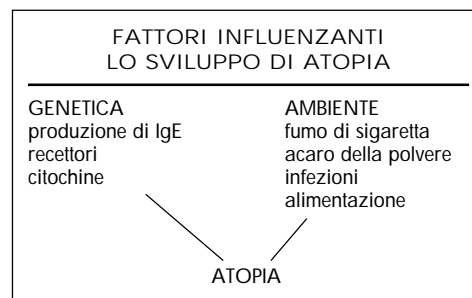 FATTORI INFLUENZANTI
LO SVILUPPO DI ATOPIA
GENETICA
produzione di IgE
recettori
citochine
AMBIENTE
fumo di sigaretta
acaro della polvere
infezioni
alimentazione
ATOPIA